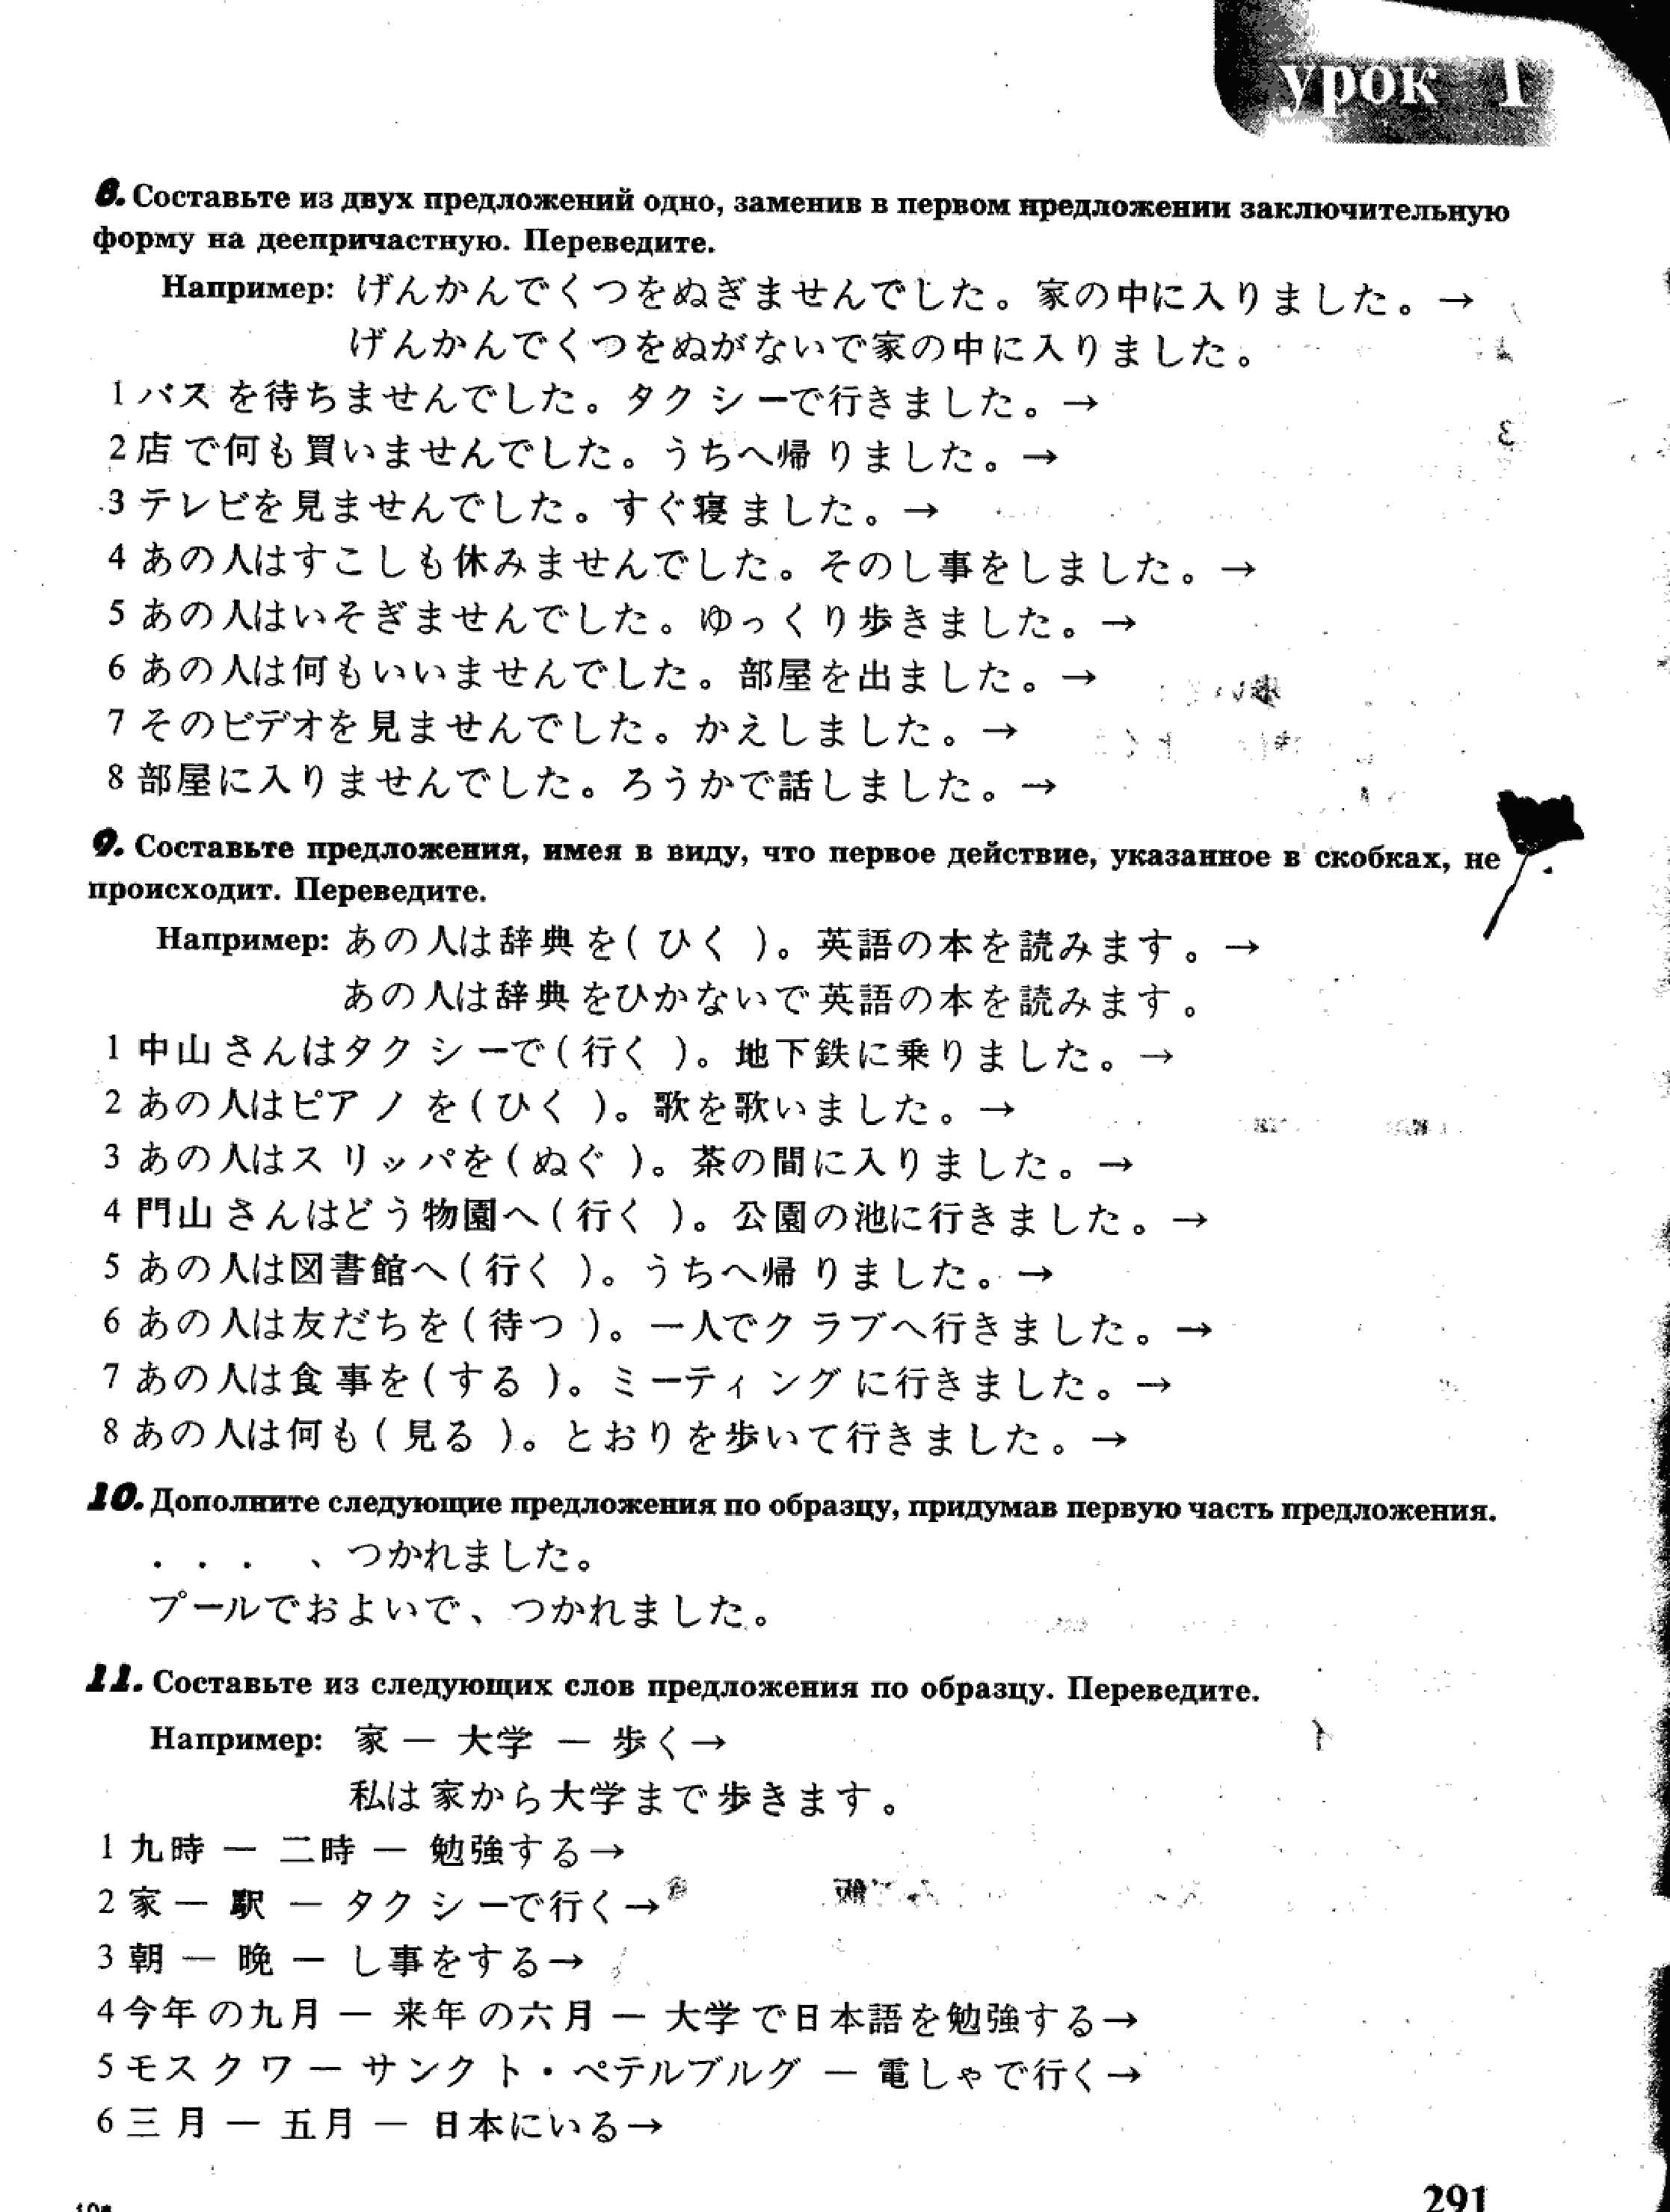 урок 1
8. Составьте из двух предложений одно, заменив в первом предложении заключительную
форму на деепричастную. Переведите.
Например: げんかんでくつをぬぎませんでした。家の中に入りました。→
げんかんでくつをぬがないで家の中に入りました。
1 バスを待ちませんでした。タクシーで行きました。→
2 店で何も買いませんでした。うちへ帰りました。→
3 テレビを見ませんでした。すぐ寝ました。→
4 あの人はすこしも休みませんでした。そのし事をしました。→
5 あの人はいそぎませんでした。ゆっくり歩きました。→
6 あの人は何もいいませんでした。部屋を出ました。→
7 そのビデオを見ませんでした。かえしました。→
8 部屋に入りませんでした。ろうかで話しました。→
9. Составьте предложения, имея в виду, что первое действие, указанное в скобках, не
происходит. Переведите.
Например: あの人は辞典を( ひく )。英語の本を読みます。→
あの人は辞典をひかないで英語の本を読みます。
1 中山さんはタクシーで( 行く )。地下鉄に乗りました。→
2 あの人はピアノを( ひく )。歌を歌いました。→
3 あの人はスリッパを( ぬぐ )。茶の間に入りました。→
4 門山さんはどう物園へ( 行く )。公園の池に行きました。→
5 あの人は図書館へ( 行く )。うちへ帰りました。→
6 あの人は友だちを( 待つ )。一人でクラブへ行きました。→
7 あの人は食事を( する )。ミーティングに行きました。→
8 あの人は何も( 見る )。とおりを歩いて行きました。→
10. Дополните следующие предложения по образцу, придумав первую часть предложения.
. . . 、つかれました。
プールでおよいで、つかれました。
11. Составьте из следующих слов предложения по образцу. Переведите.
Например: 家 — 大学 — 歩く→
私は家から大学まで歩きます。
1 九時 — 二時 — 勉強する→
2 家 — 駅 — タクシーで行く→
3 朝 — 晩 — し事をする→
4 今年の九月 — 来年の六月 — 大学で日本語を勉強する→
5 モスクワ — サンクト・ペテルブルグ — 電しゃで行く→
6 三月 — 五月 — 日本にいる→
291